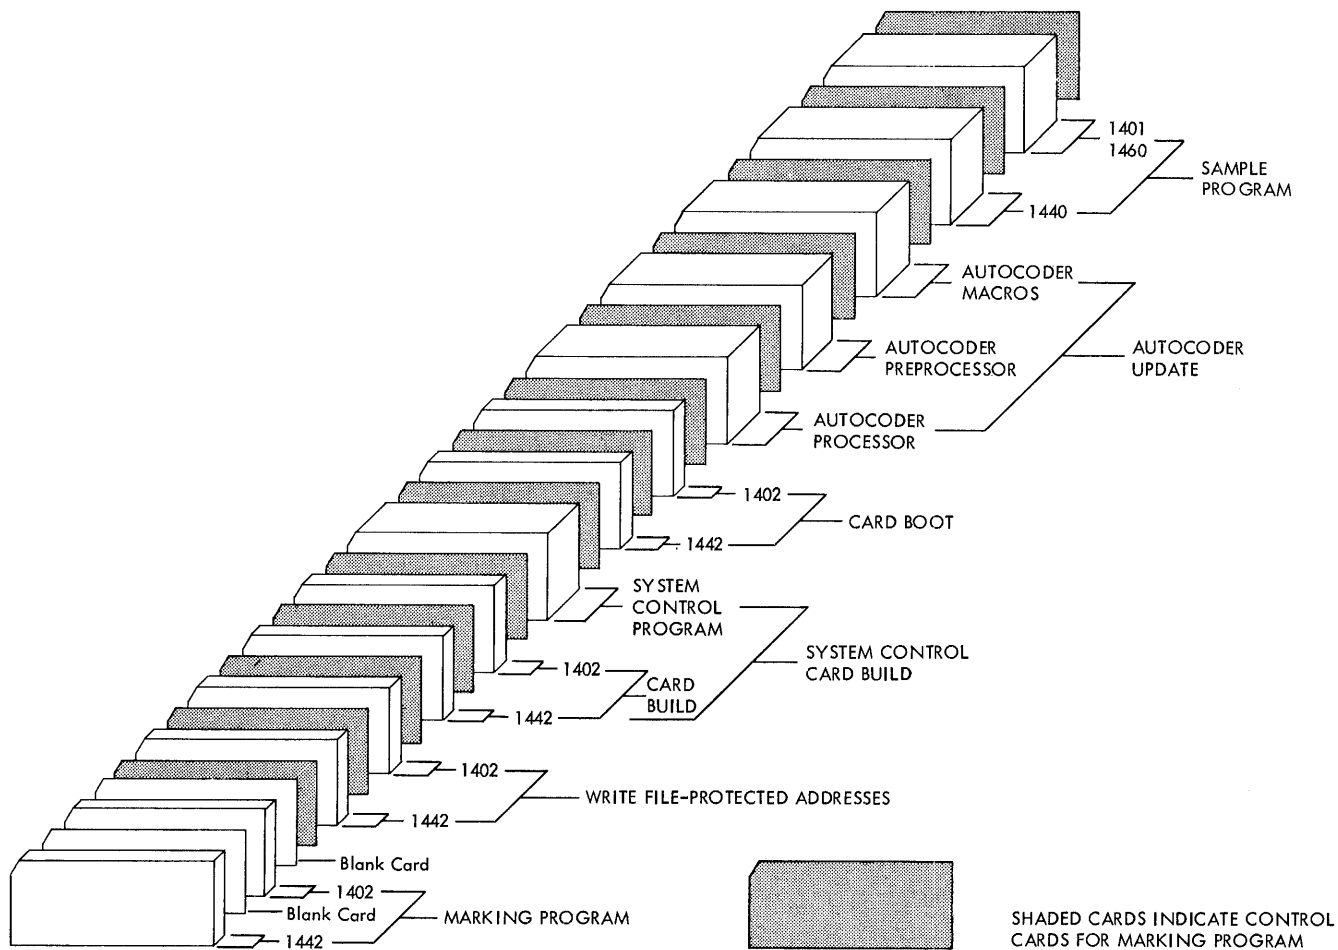 1401
1460
SAMPLE
PROGRAM
1440
AUTOCODER
MACROS
AUTOCODER
PREPROCESSOR
AUTOCODER
UPDATE
AUTOCODER
PROCESSOR
1402
CARD BOOT
1442
SYSTEM
CONTROL
PROGRAM
SYSTEM CONTROL
CARD BUILD
1402
CARD
BUILD
1442
1402
WRITE FILE-PROTECTED ADDRESSES
1442
Blank Card
1402
Blank Card
MARKING PROGRAM
1442
SHADED CARDS INDICATE CONTROL
CARDS FOR MARKING PROGRAM